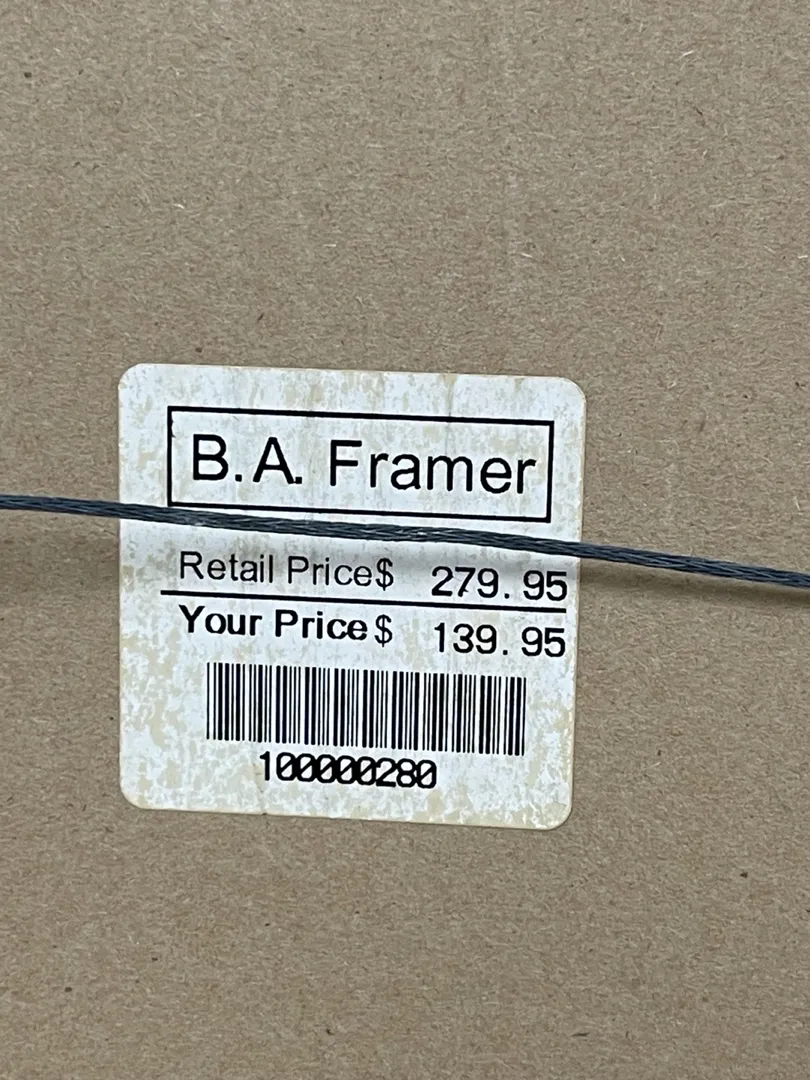 B.A. Framer
Retail Price$ 279.95
Your Price$ 139.95
100000280